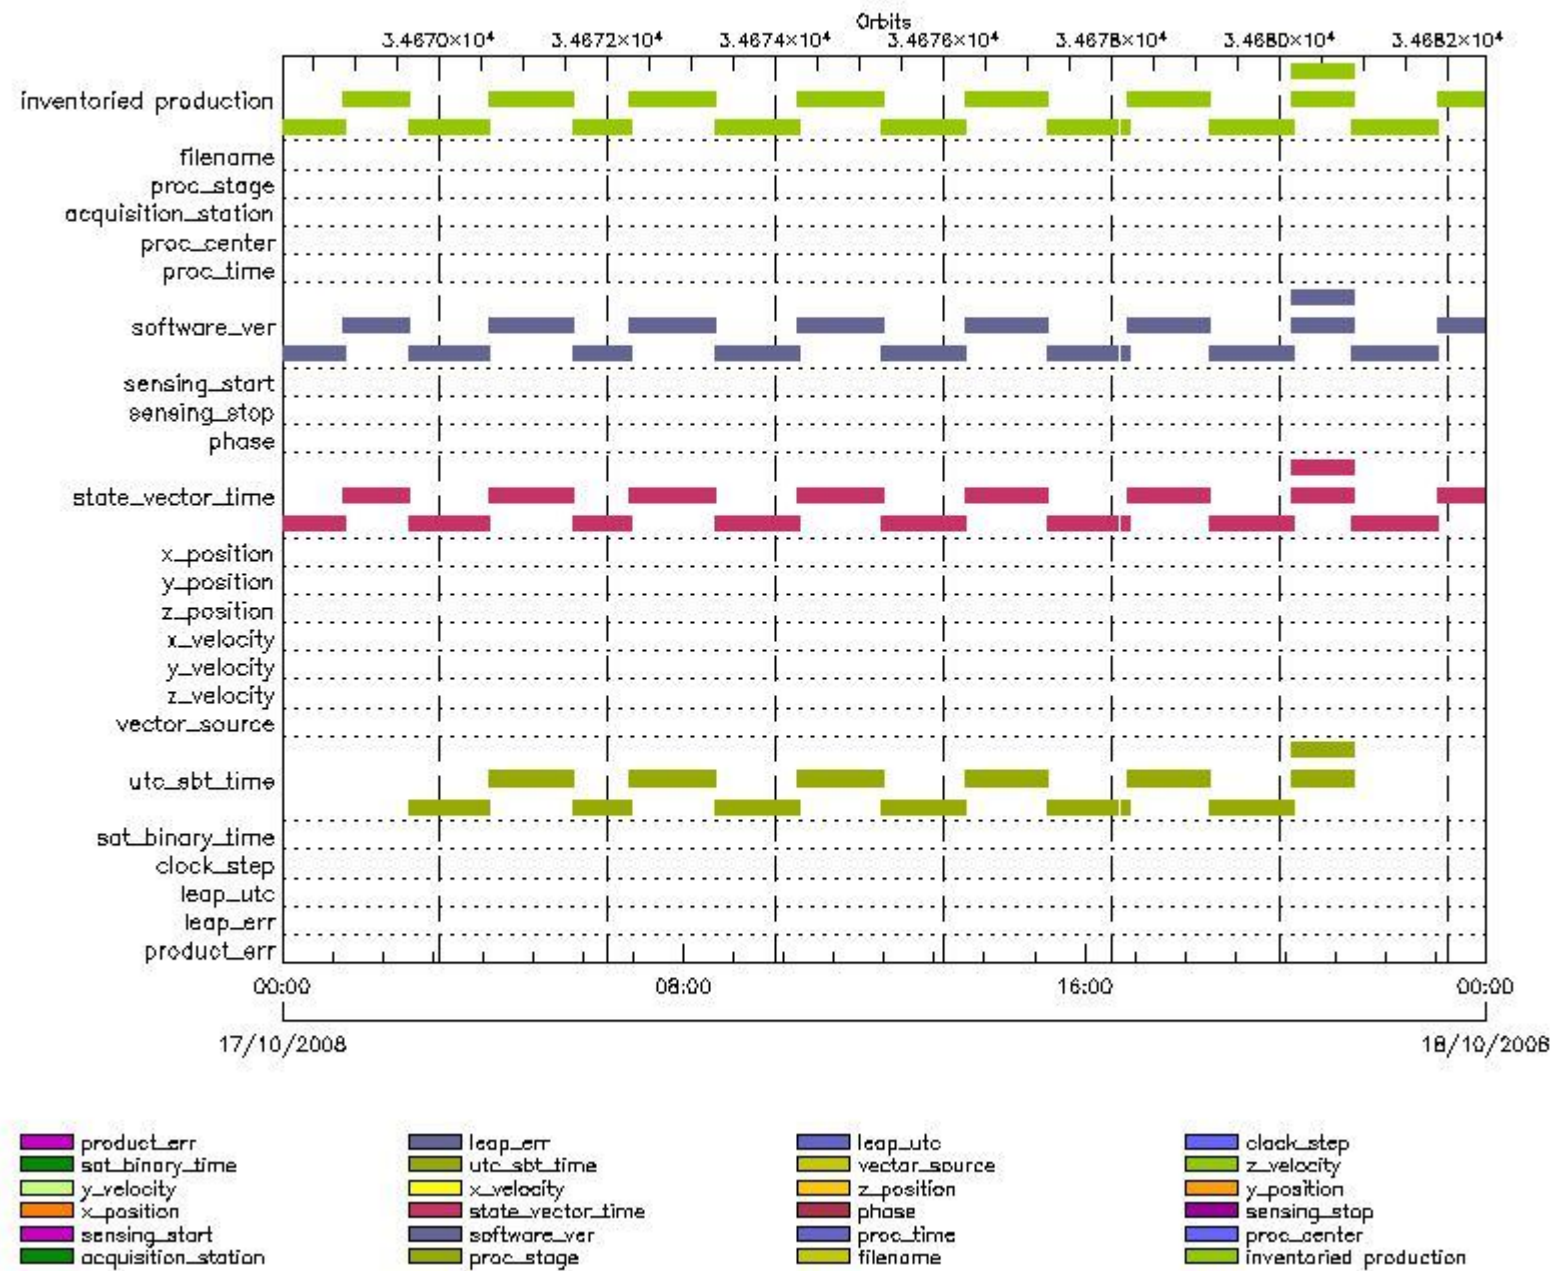 Orbits
3.4670×10⁴ 3.4672×10⁴ 3.4674×10⁴ 3.4676×10⁴ 3.4678×10⁴ 3.4680×10⁴ 3.4682×10⁴
inventoried production
filename
proc_stage
acquisition_station
proc_center
proc_time
software_ver
sensing_start
sensing_stop
phase
state_vector_time
x_position
y_position
z_position
x_velocity
y_velocity
z_velocity
vector_source
utc_sbt_time
sat_binary_time
clock_step
leap_utc
leap_err
product_err
00:00 08:00 16:00 00:00
17/10/2008 18/10/2008
product_err leap_err leap_utc clock_step
sat_binary_time utc_sbt_time vector_source z_velocity
y_velocity x_velocity z_position y_position
x_position state_vector_time phase sensing_stop
sensing_start software_ver proc_time proc_center
acquisition_station proc_stage filename inventoried production